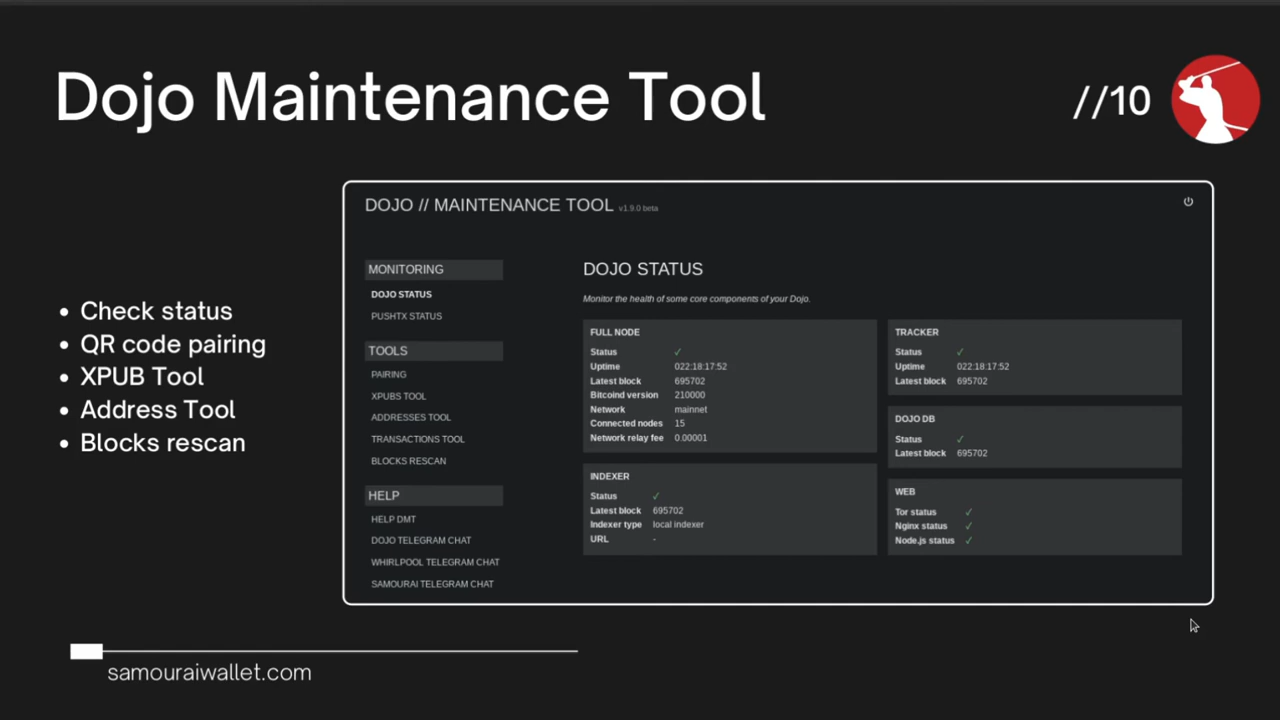 Dojo Maintenance Tool
//10
• Check status
• QR code pairing
• XPUB Tool
• Address Tool
• Blocks rescan
DOJO // MAINTENANCE TOOL v1.9.0 beta
MONITORING
DOJO STATUS
PUSHTX STATUS
TOOLS
PAIRING
XPUBS TOOL
ADDRESSES TOOL
TRANSACTIONS TOOL
BLOCKS RESCAN
HELP
HELP DMT
DOJO TELEGRAM CHAT
WHIRLPOOL TELEGRAM CHAT
SAMOURAI TELEGRAM CHAT
DOJO STATUS
Monitor the health of some core components of your Dojo.
FULL NODE
Status ✓
Uptime 022:18:17:52
Latest block 695702
Bitcoind version 210000
Network mainnet
Connected nodes 15
Network relay fee 0.00001
INDEXER
Status ✓
Latest block 695702
Indexer type local indexer
URL -
TRACKER
Status ✓
Uptime 022:18:17:52
Latest block 695702
DOJO DB
Status ✓
Latest block 695702
WEB
Tor status ✓
Nginx status ✓
Node.js status ✓
samouraiwallet.com